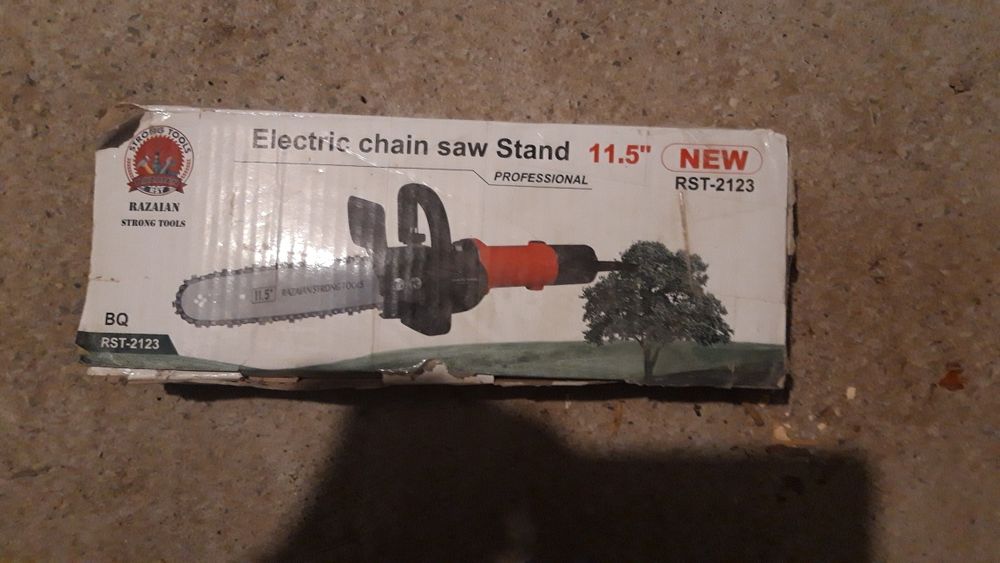 STRONG TOOLS
RST
RAZAIAN
STRONG TOOLS
Electric chain saw Stand 11.5" NEW
PROFESSIONAL
RST-2123
11.5" RAZAIAN STRONG TOOLS
BQ
RST-2123